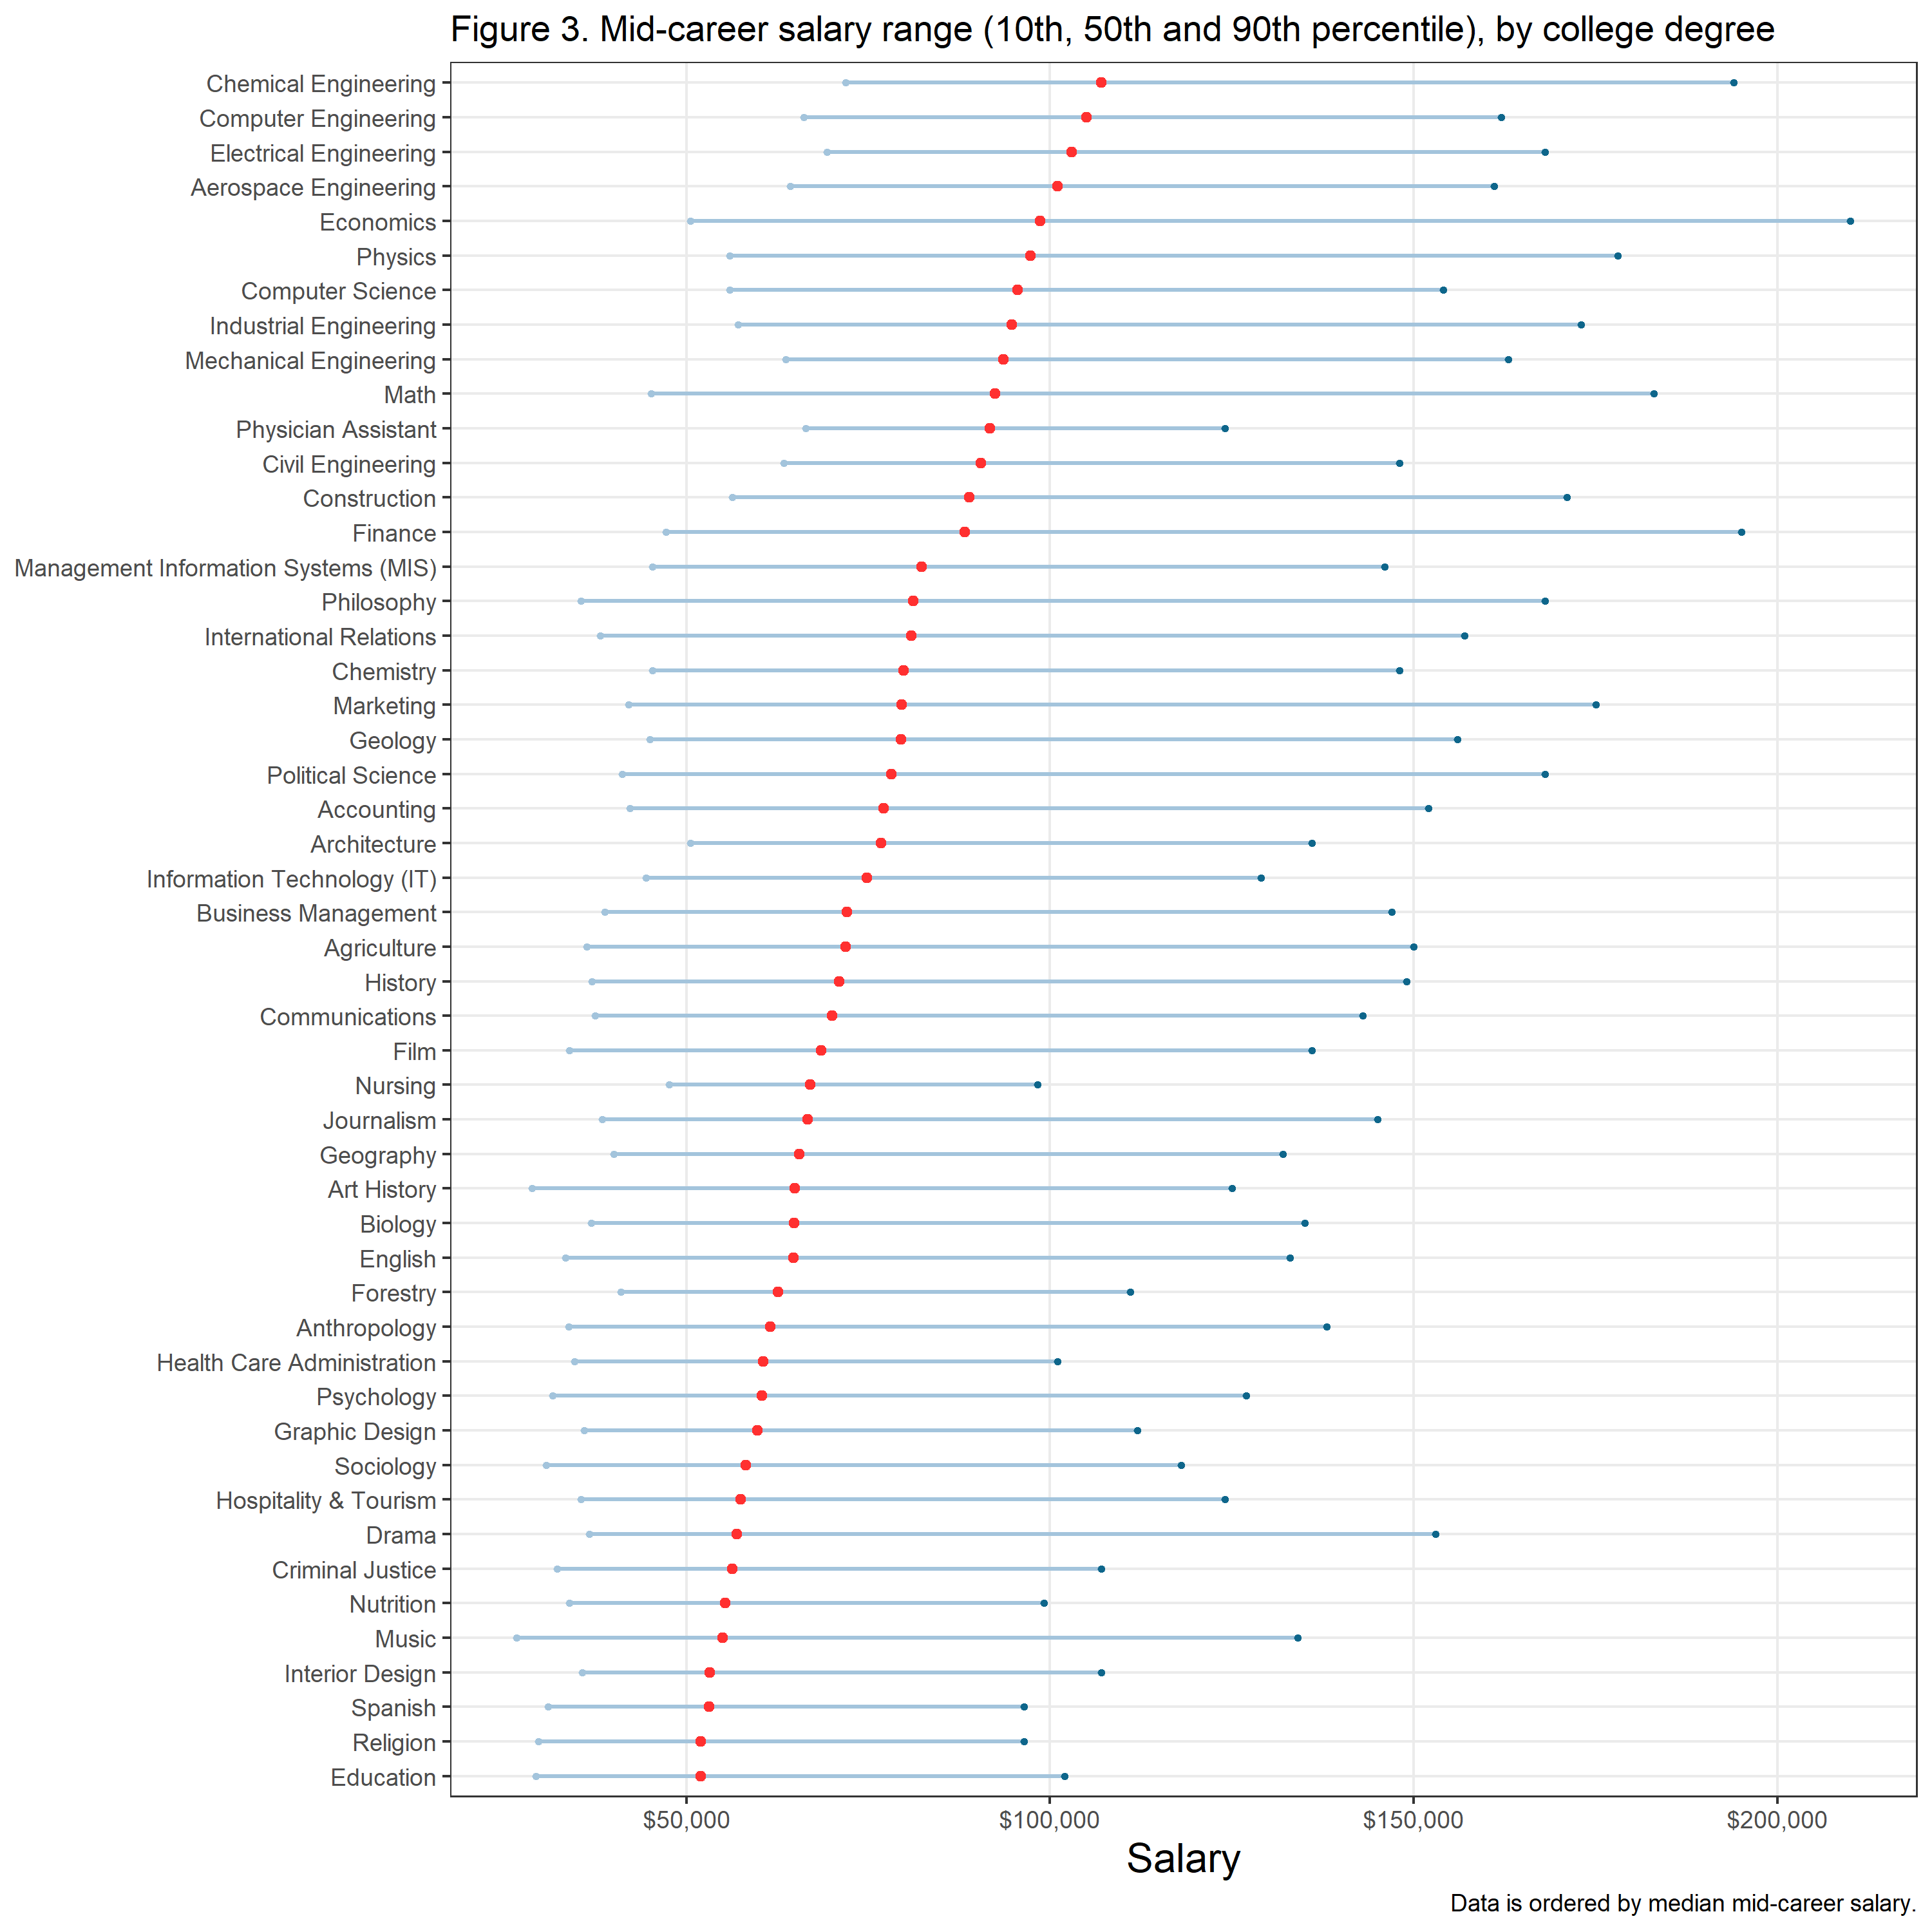 Figure 3. Mid-career salary range (10th, 50th and 90th percentile), by college degree
Chemical Engineering
Computer Engineering
Electrical Engineering
Aerospace Engineering
Economics
Physics
Computer Science
Industrial Engineering
Mechanical Engineering
Math
Physician Assistant
Civil Engineering
Construction
Finance
Management Information Systems (MIS)
Philosophy
International Relations
Chemistry
Marketing
Geology
Political Science
Accounting
Architecture
Information Technology (IT)
Business Management
Agriculture
History
Communications
Film
Nursing
Journalism
Geography
Art History
Biology
English
Forestry
Anthropology
Health Care Administration
Psychology
Graphic Design
Sociology
Hospitality & Tourism
Drama
Criminal Justice
Nutrition
Music
Interior Design
Spanish
Religion
Education
$50,000 $100,000 $150,000 $200,000
Salary
Data is ordered by median mid-career salary.